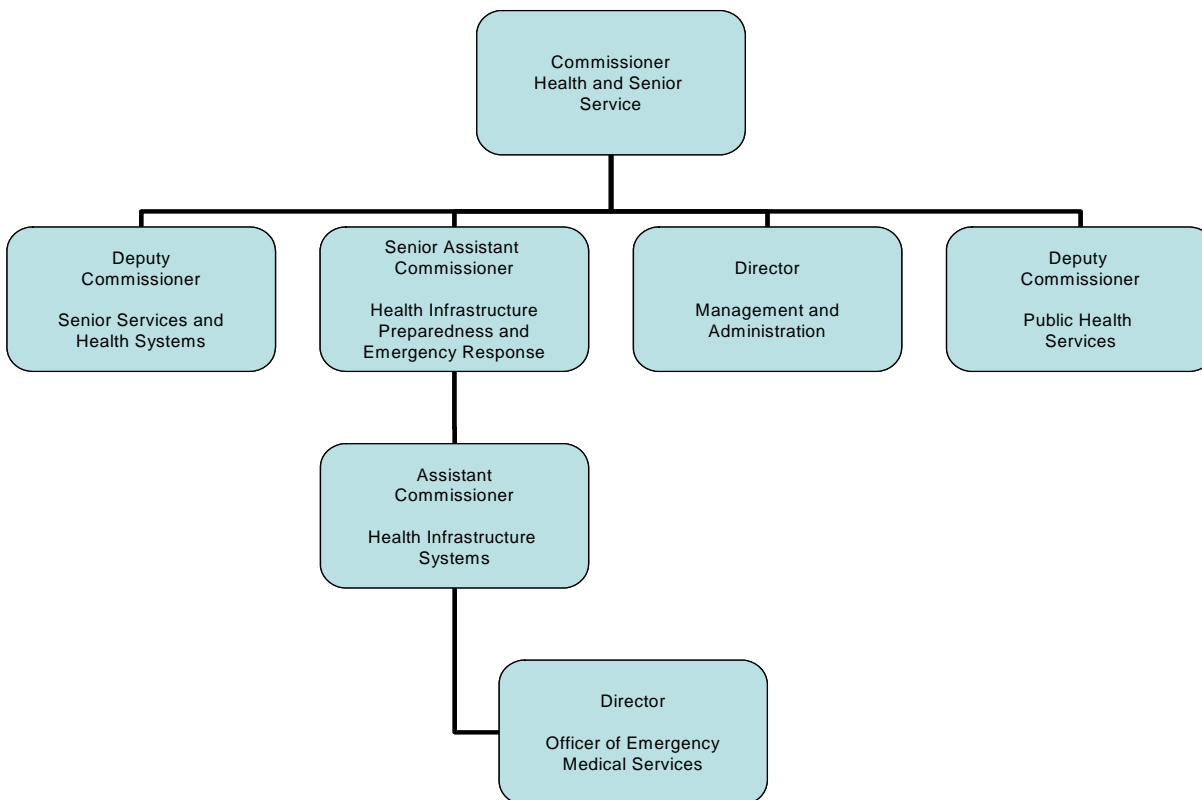 Commissioner
Health and Senior
Service
Deputy
Commissioner
Senior Services and
Health Systems
Senior Assistant
Commissioner
Health Infrastructure
Preparedness and
Emergency Response
Director
Management and
Administration
Deputy
Commissioner
Public Health
Services
Assistant
Commissioner
Health Infrastructure
Systems
Director
Officer of Emergency
Medical Services